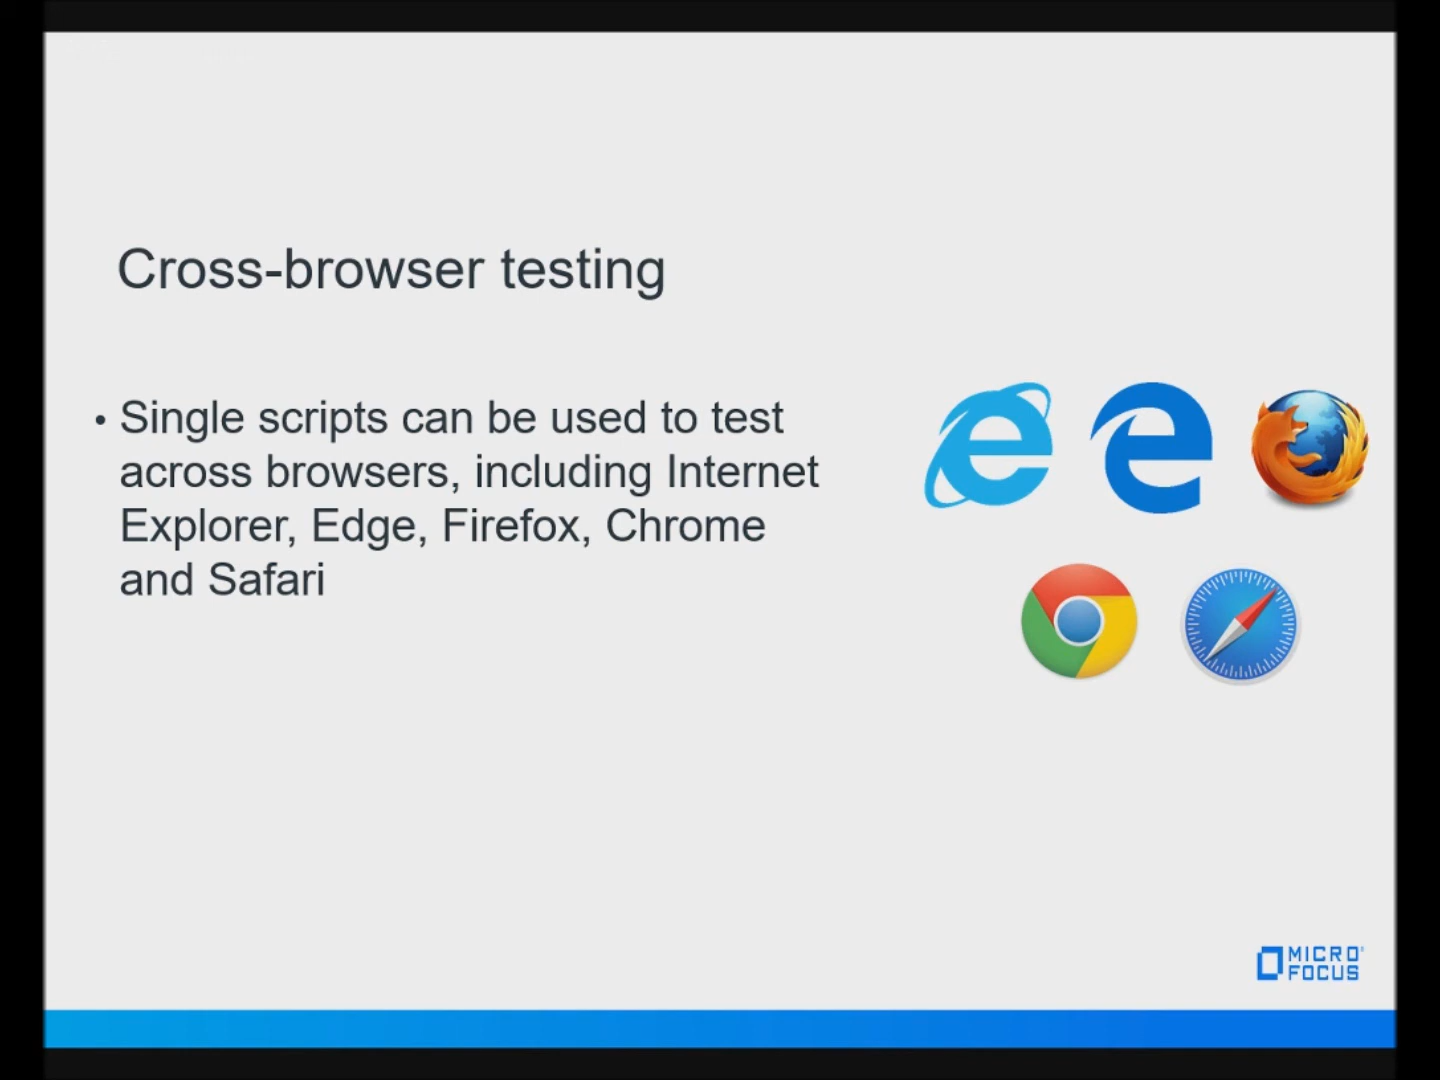 Cross-browser testing
• Single scripts can be used to test
across browsers, including Internet
Explorer, Edge, Firefox, Chrome
and Safari
MICRO
FOCUS